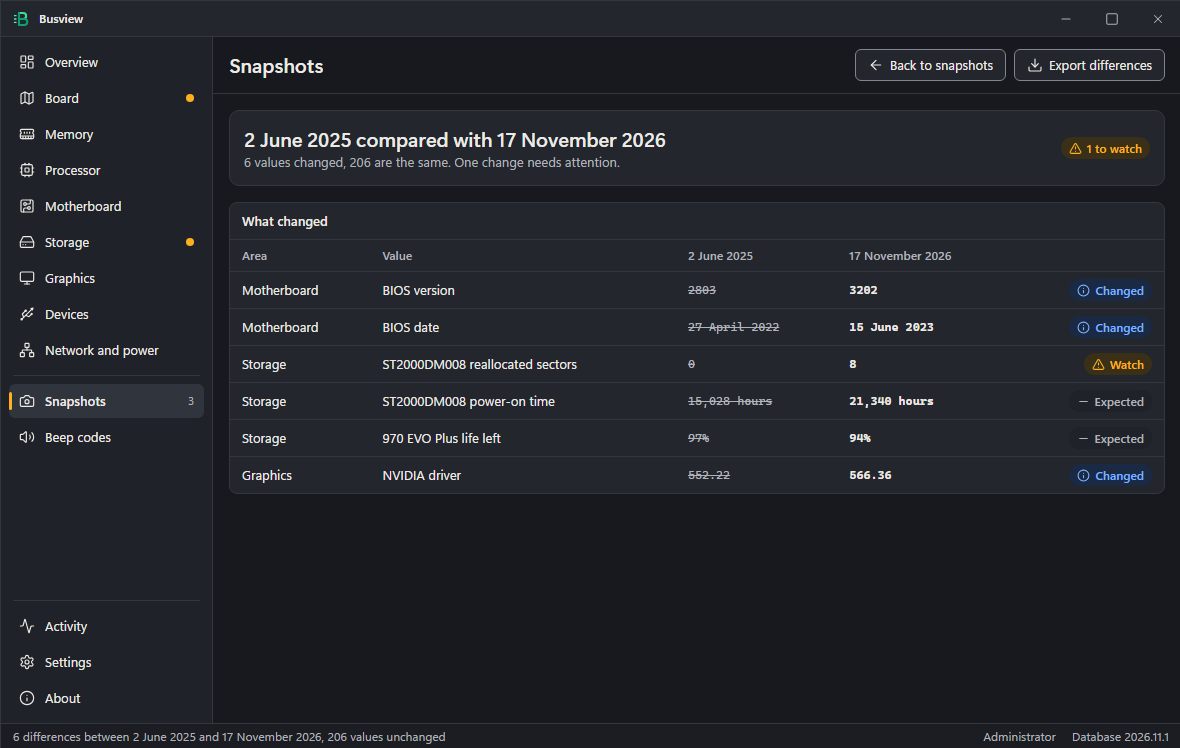 Busview
Overview
Board
Memory
Processor
Motherboard
Storage
Graphics
Devices
Network and power
Snapshots 3
Beep codes
Activity
Settings
About
Snapshots
Back to snapshots
Export differences
2 June 2025 compared with 17 November 2026
6 values changed, 206 are the same. One change needs attention.
1 to watch
What changed
Area Value 2 June 2025 17 November 2026
Motherboard BIOS version 2803 3202 Changed
Motherboard BIOS date 27 April 2022 15 June 2023 Changed
Storage ST2000DM008 reallocated sectors 0 8 Watch
Storage ST2000DM008 power-on time 15,028 hours 21,340 hours Expected
Storage 970 EVO Plus life left 97% 94% Expected
Graphics NVIDIA driver 552.22 566.36 Changed
6 differences between 2 June 2025 and 17 November 2026, 206 values unchanged
Administrator
Database 2026.11.1